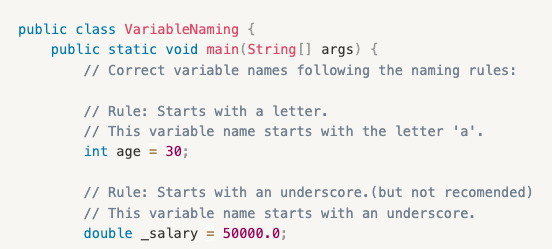 public class VariableNaming {
public static void main(String[] args) {
// Correct variable names following the naming rules:
// Rule: Starts with a letter.
// This variable name starts with the letter 'a'.
int age = 30;
// Rule: Starts with an underscore.(but not recomended)
// This variable name starts with an underscore.
double _salary = 50000.0;